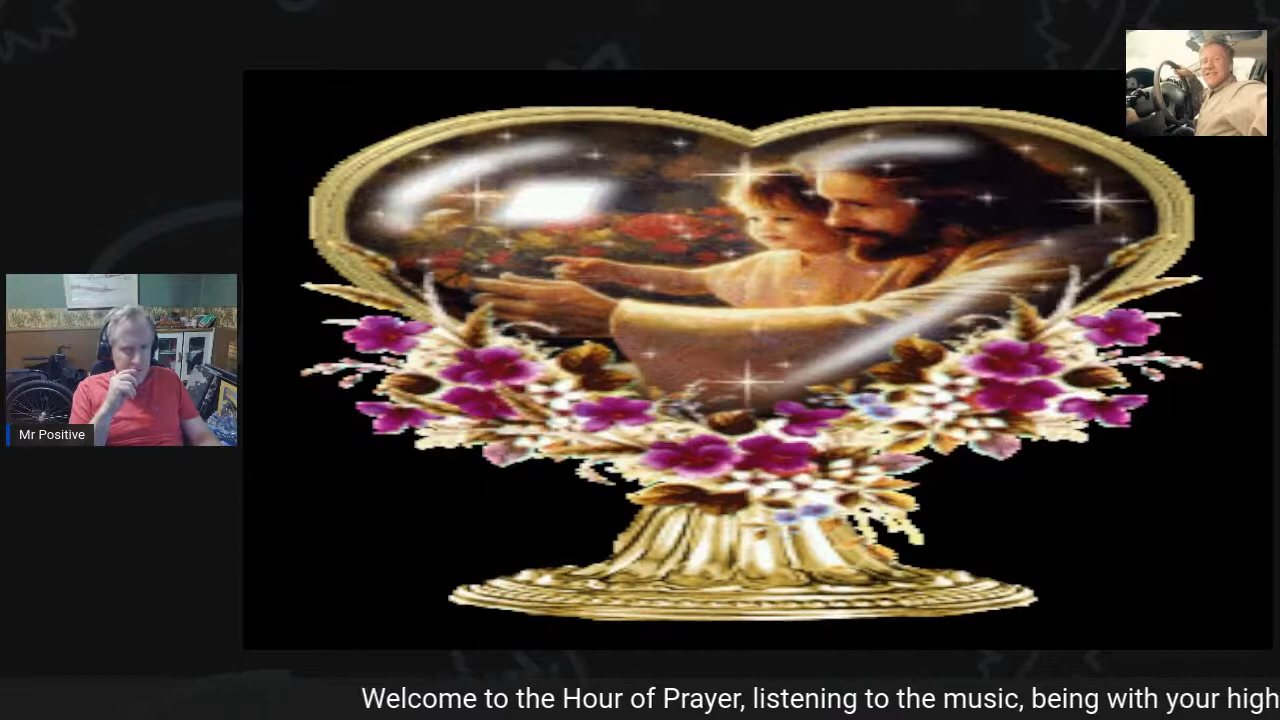 Mr Positive
Welcome to the Hour of Prayer, listening to the music, being with your high